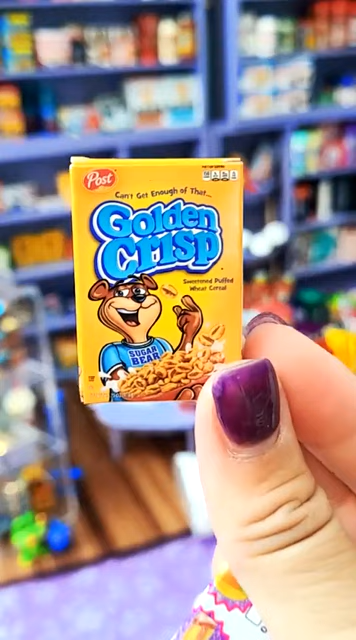 Post
Can't Get Enough of That...
Golden
Crisp
Sweetened Puffed
Wheat Cereal
SUGAR
BEAR